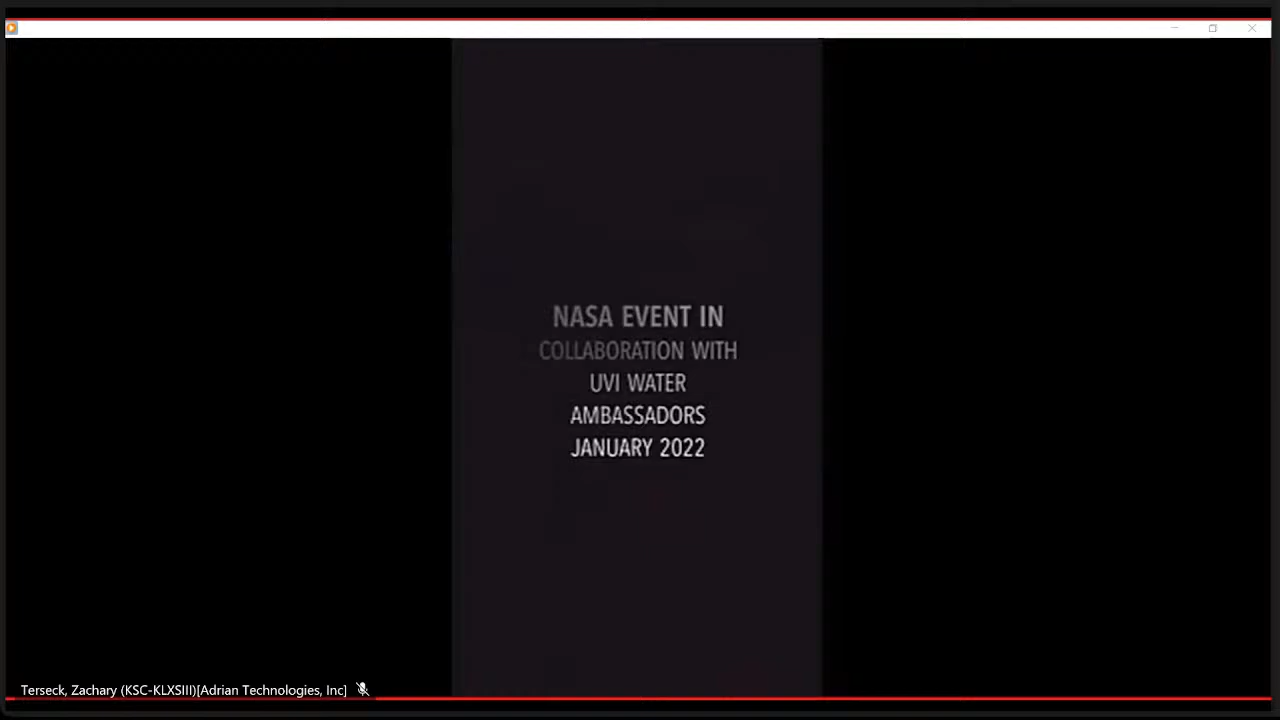 NASA EVENT IN
COLLABORATION WITH
UVI WATER
AMBASSADORS
JANUARY 2022
Terseck, Zachary (KSC-KLXSIII)[Adrian Technologies, Inc]